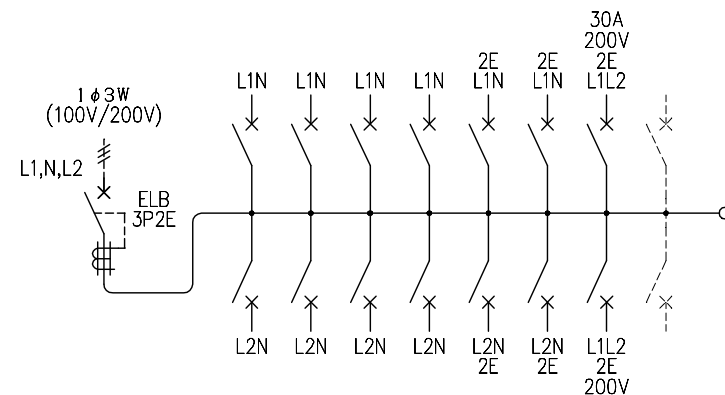 30A
200V
2E 2E 2E
L1N L1N L1N L1N L1N L1N L1L2
1φ3W
(100V/200V)
L1,N,L2
ELB
3P2E
L2N L2N L2N L2N L2N L2N L1L2
2E 2E 2E
200V